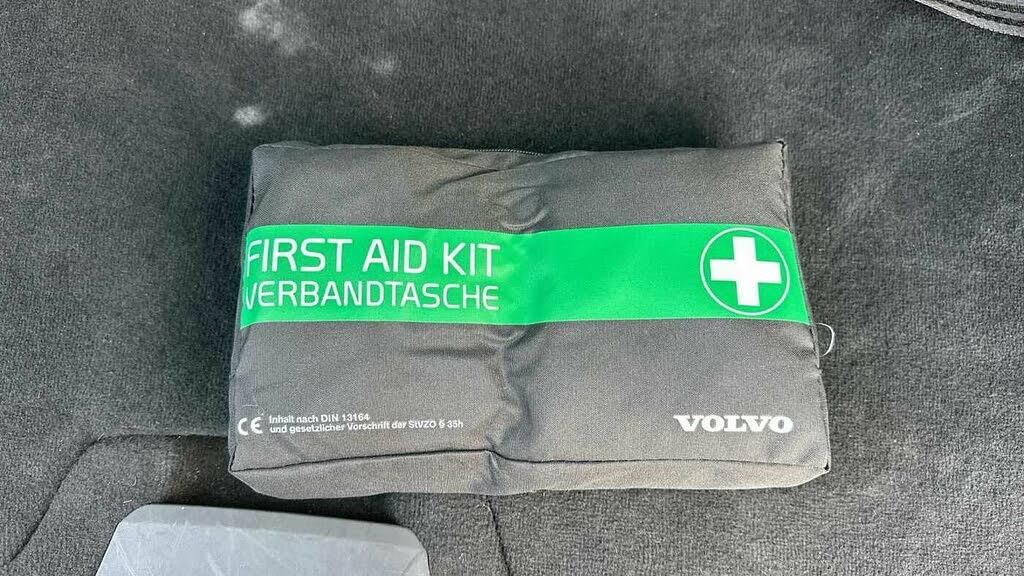 FIRST AID KIT
VERBANDTASCHE
CE Inhalt nach DIN 13164
und gesetzlicher Vorschrift der StVZO § 35h
VOLVO